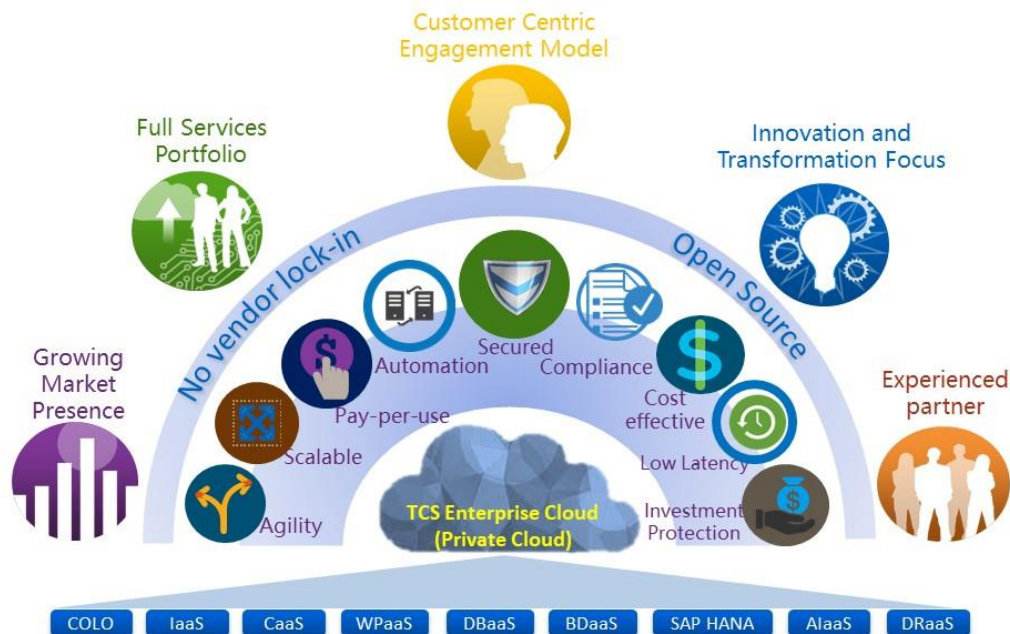 Customer Centric
Engagement Model
Full Services
Portfolio
Innovation and
Transformation Focus
Growing
Market
Presence
Experienced
partner
No vendor lock-in
Open Source
Agility
Scalable
Pay-per-use
Automation
Secured
Compliance
Cost
effective
Low Latency
Investment
Protection
TCS Enterprise Cloud
(Private Cloud)
COLO
IaaS
CaaS
WPaaS
DBaaS
BDaaS
SAP HANA
AIaaS
DRaaS